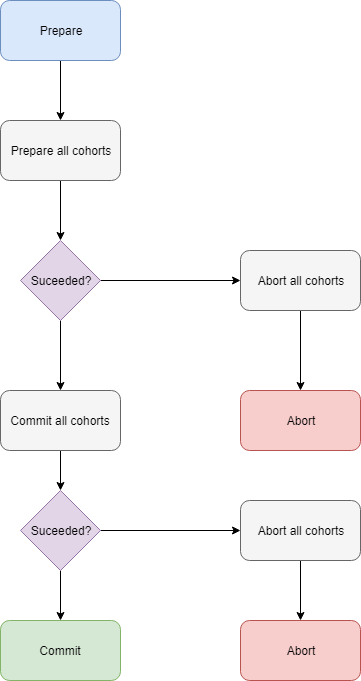 Prepare
Prepare all cohorts
Suceeded?
Abort all cohorts
Commit all cohorts
Abort
Suceeded?
Abort all cohorts
Commit
Abort